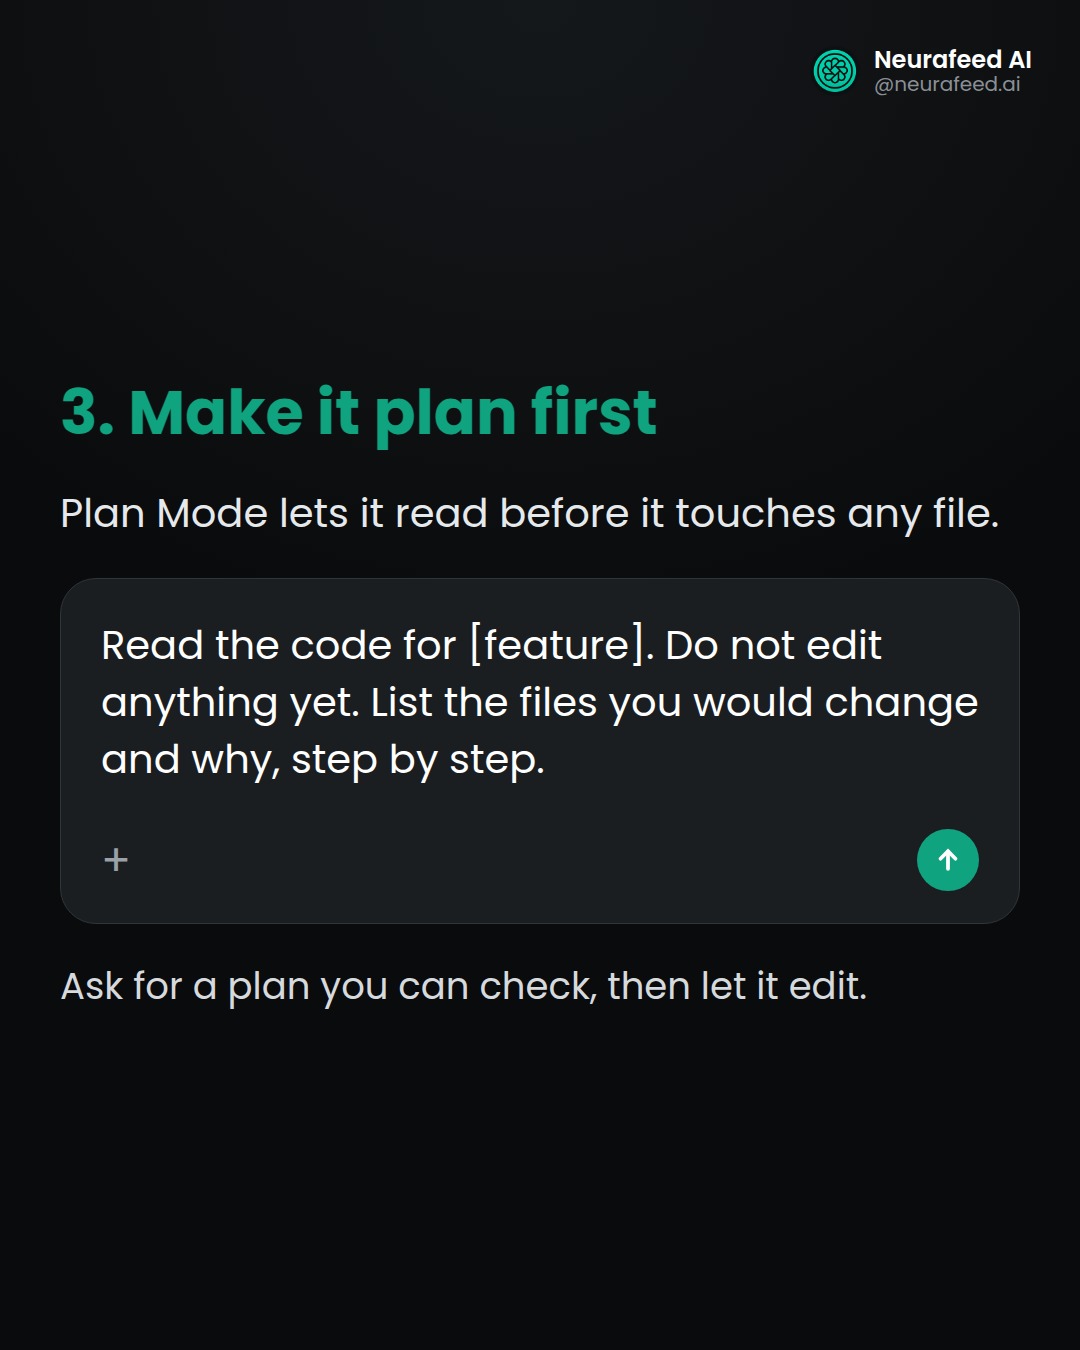 Neurafeed AI
@neurafeed.ai
3. Make it plan first
Plan Mode lets it read before it touches any file.
Read the code for [feature]. Do not edit
anything yet. List the files you would change
and why, step by step.
+
Ask for a plan you can check, then let it edit.